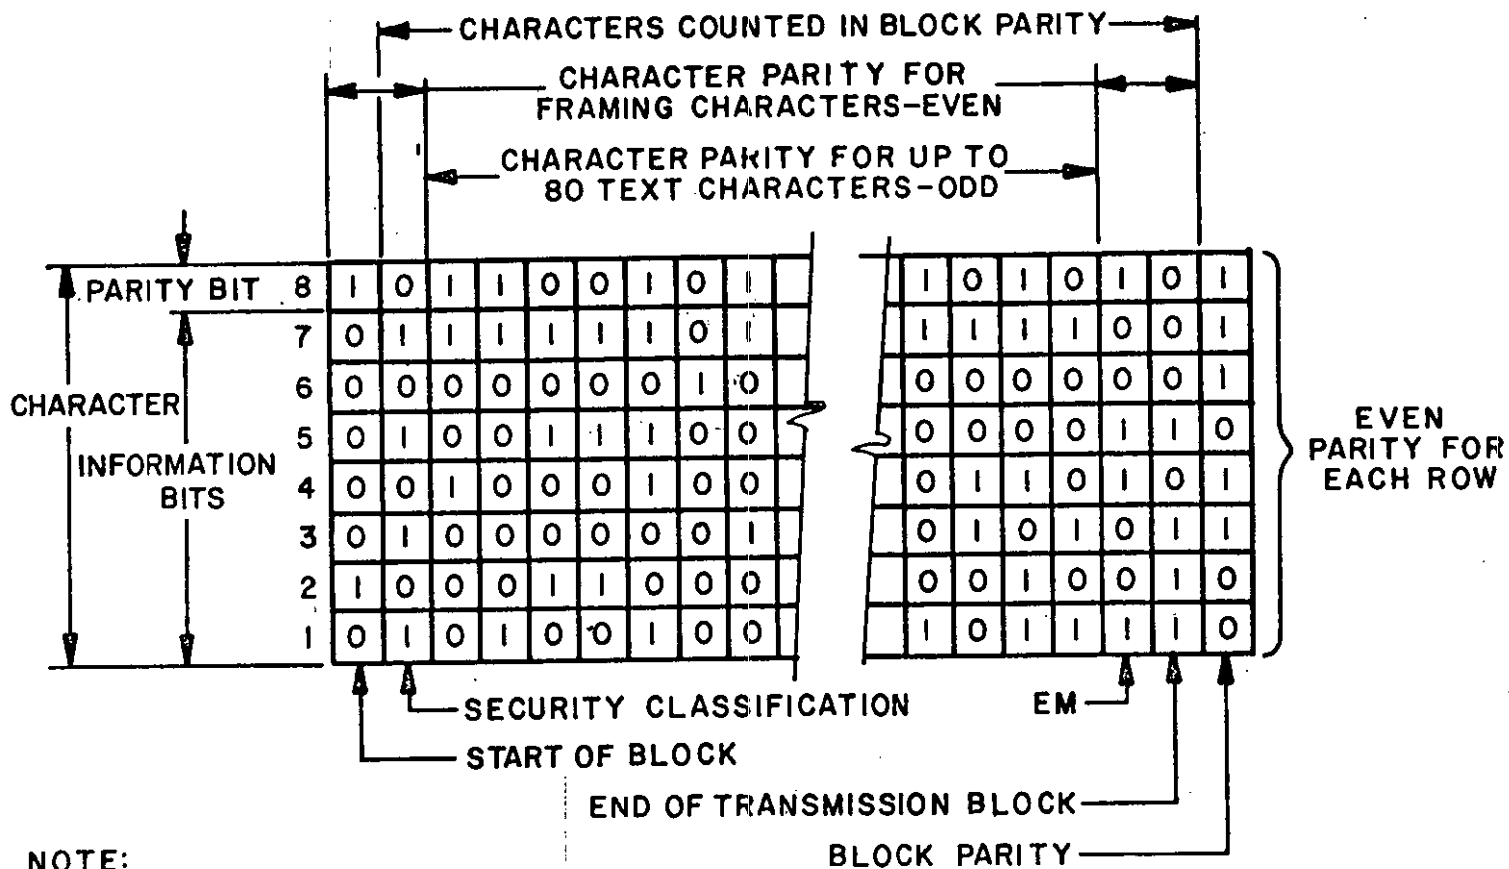 CHARACTERS COUNTED IN BLOCK PARITY
CHARACTER PARITY FOR
FRAMING CHARACTERS-EVEN
CHARACTER PARITY FOR UP TO
80 TEXT CHARACTERS-ODD
PARITY BIT 8 1 0 1 1 0 0 1 0 1 1 0 1 0 1 0 1
7 0 1 1 1 1 1 1 0 1 1 1 1 1 0 0 1
6 0 0 0 0 0 0 0 1 0 0 0 0 0 0 0 1
CHARACTER
5 0 1 0 0 1 1 1 0 0 0 0 0 0 1 1 0
EVEN
PARITY FOR
EACH ROW
INFORMATION
BITS
4 0 0 1 0 0 0 1 0 0 0 1 1 0 1 0 1
3 0 1 0 0 0 0 0 0 1 0 1 0 1 0 1 1
2 1 0 0 0 1 1 0 0 0 0 0 1 0 0 1 0
1 0 1 0 1 0 0 1 0 0 1 0 1 1 1 1 0
SECURITY CLASSIFICATION
EM
START OF BLOCK
END OF TRANSMISSION BLOCK
BLOCK PARITY
NOTE: